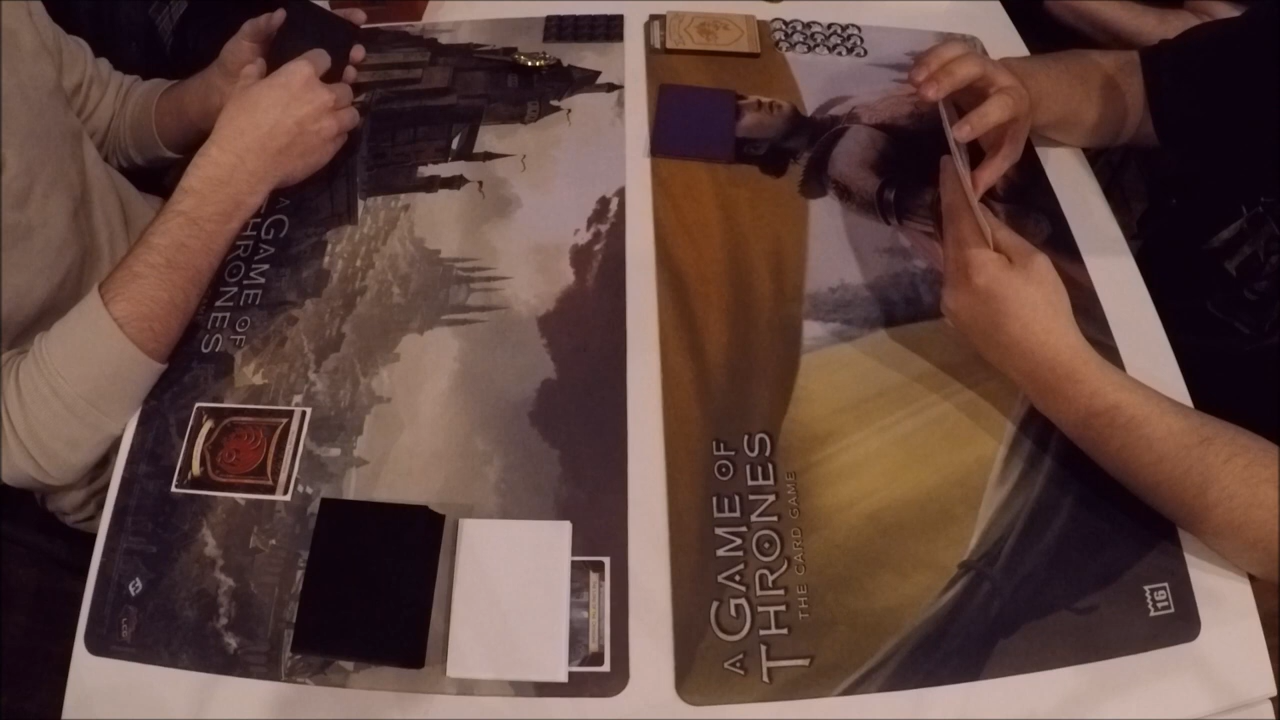 A
GAME OF
THRONES
A
GAME OF
THRONES
THE CARD GAME
16